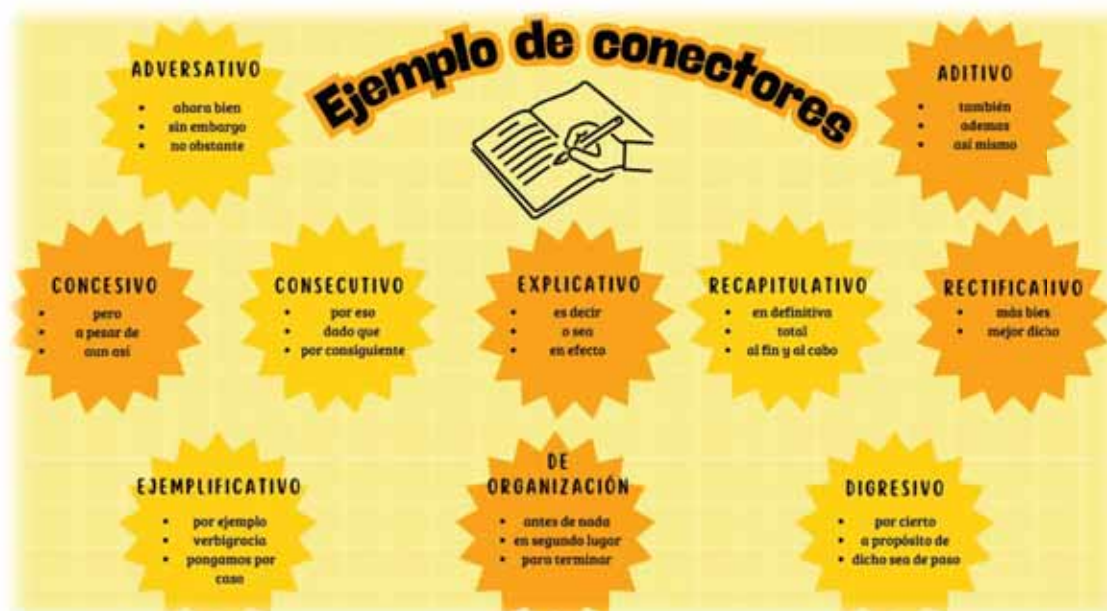 Ejemplo de conectores
ADVERSATIVO
• ahora bien
• sin embargo
• no obstante
ADITIVO
• también
• ademas
• así mismo
CONCESIVO
• pero
• a pesar de
• aun así
CONSECUTIVO
• por eso
• dado que
• por consiguiente
EXPLICATIVO
• es decir
• o sea
• en efecto
RECAPITULATIVO
• en definitiva
• total
• al fin y al cabo
RECTIFICATIVO
• más bies
• mejor dicho
EJEMPLIFICATIVO
• por ejemplo
• verbigracia
• pongamos por
caso
DE
ORGANIZACIÓN
• antes de nada
• en segundo lugar
• para terminar
DIGRESIVO
• por cierto
• a propósito de
• dicho sea de paso